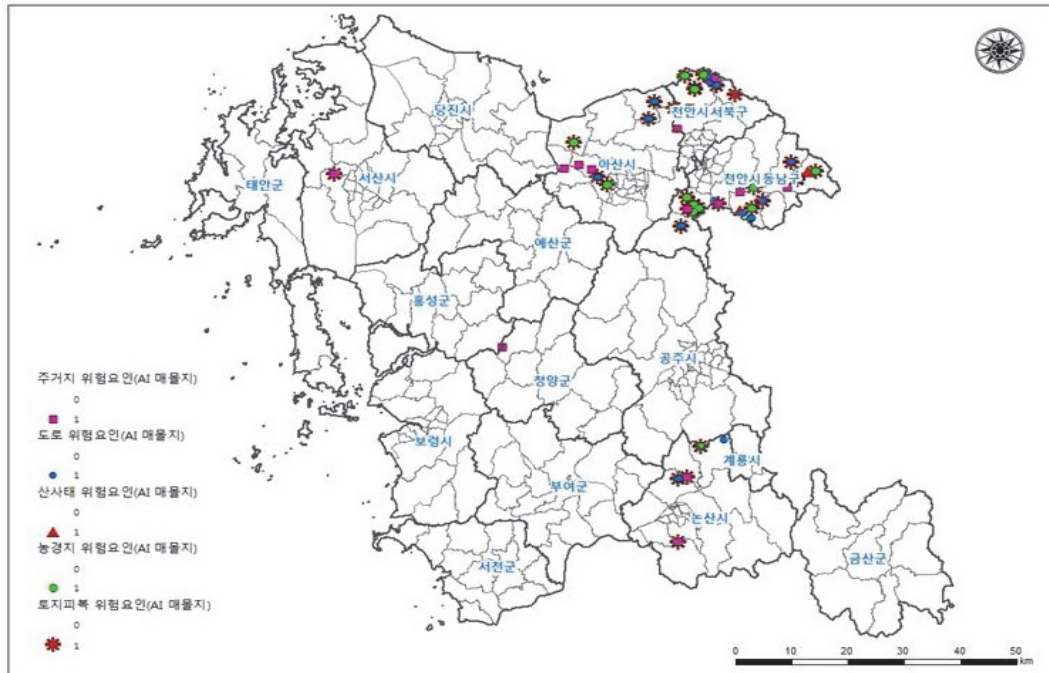 당진시
천안시 서북구
아산시
천안시 동남구
태안군
서산시
예산군
홍성군
공주시
청양군
보령시
계룡시
부여군
논산시
서천군
금산군
주거지 위험요인(AI 매몰지)
0
1
도로 위험요인(AI 매몰지)
0
1
산사태 위험요인(AI 매몰지)
0
1
농경지 위험요인(AI 매몰지)
0
1
토지피복 위험요인(AI 매몰지)
0
1
0 10 20 30 40 50
km